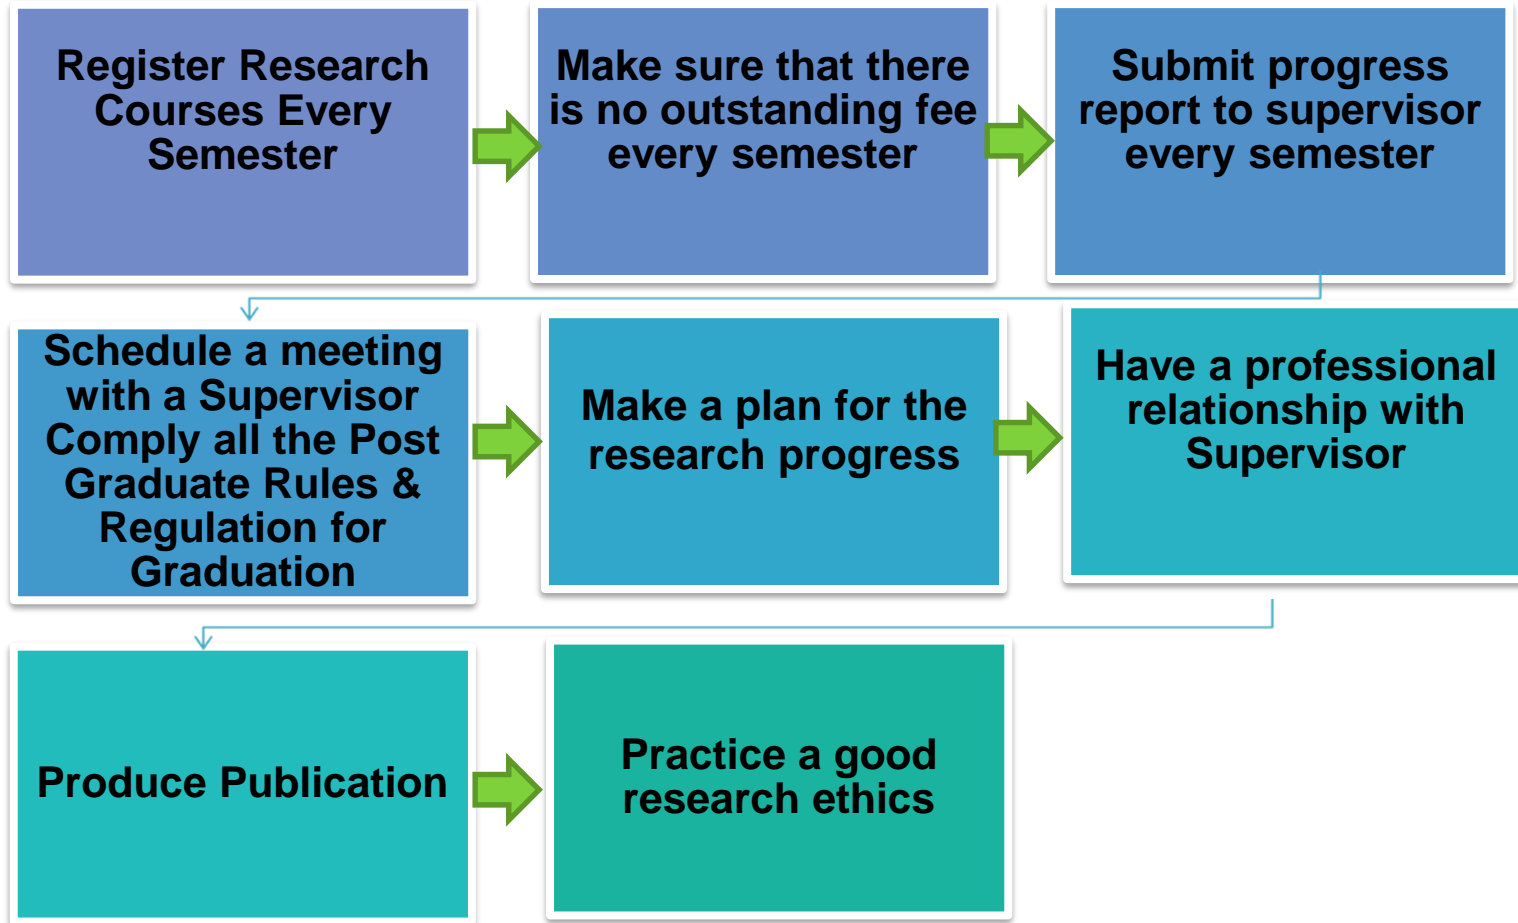 Register Research
Courses Every
Semester
Make sure that there
is no outstanding fee
every semester
Submit progress
report to supervisor
every semester
Schedule a meeting
with a Supervisor
Comply all the Post
Graduate Rules &
Regulation for
Graduation
Make a plan for the
research progress
Have a professional
relationship with
Supervisor
Produce Publication
Practice a good
research ethics